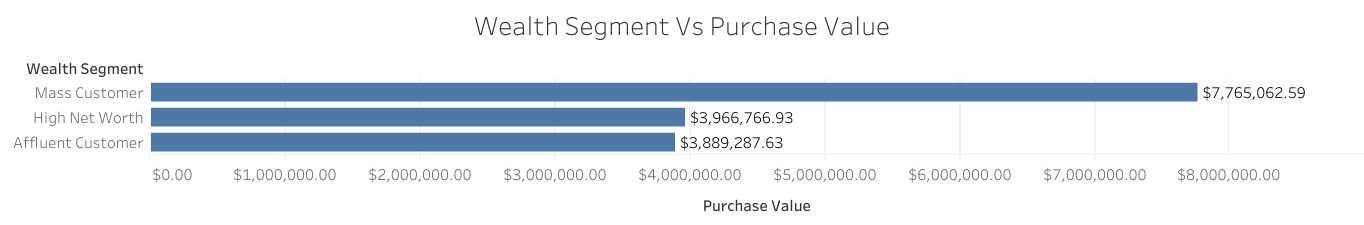 Wealth Segment Vs Purchase Value
Wealth Segment
Mass Customer $7,765,062.59
High Net Worth $3,966,766.93
Affluent Customer $3,889,287.63
$0.00 $1,000,000.00 $2,000,000.00 $3,000,000.00 $4,000,000.00 $5,000,000.00 $6,000,000.00 $7,000,000.00 $8,000,000.00
Purchase Value